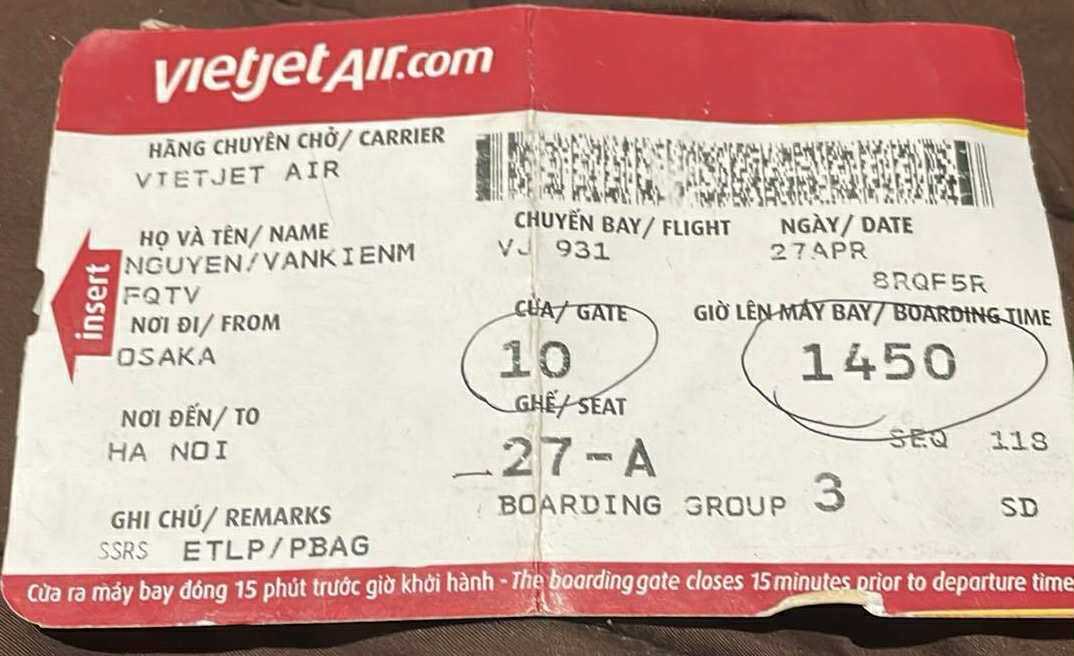 vietjetAir.com
HÃNG CHUYÊN CHỞ/ CARRIER
VIETJET AIR
HỌ VÀ TÊN/ NAME
NGUYEN/VANKIENM
FQTV
NƠI ĐI/ FROM
OSAKA
NƠI ĐẾN/ TO
HA NOI
GHI CHÚ/ REMARKS
SSRS ETLP/PBAG
insert
CHUYẾN BAY/ FLIGHT
VJ 931
NGÀY/ DATE
27APR
8RQF5R
CỬA/ GATE
10
GIỜ LÊN MÁY BAY/ BOARDING TIME
1450
GHẾ/ SEAT
27-A
SEQ 118
BOARDING GROUP 3
SD
Cửa ra máy bay đóng 15 phút trước giờ khởi hành - The boarding gate closes 15 minutes prior to departure time